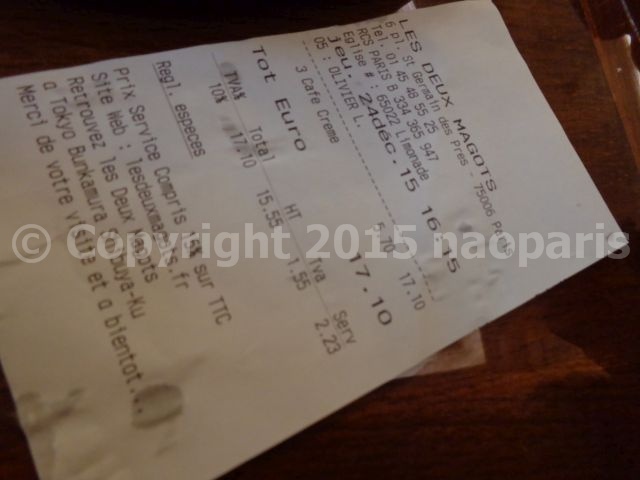 LES DEUX MAGOTS
6 pl. St Germain des Pres - 75006 Paris
Tel. 01 45 48 55 25
RCS PARIS B 334 365 947
Eglise # : 65022 Limonade
jeu. 24déc.15 16:15
05 : OLIVIER L.
3 Cafe Creme 5.70 17.10
Tot Euro 17.10
TVA% Total HT Tva Serv
10% 17.10 15.55 1.55 2.23
Regl. especes
Prix Service Compris 15% sur TTC
Site Web : lesdeuxmagots.fr
Retrouvez les Deux Magots
a Tokyo Bunkamura, Shibuya-Ku
Merci de votre visite et a bientot...
© Copyright 2015 naoparis